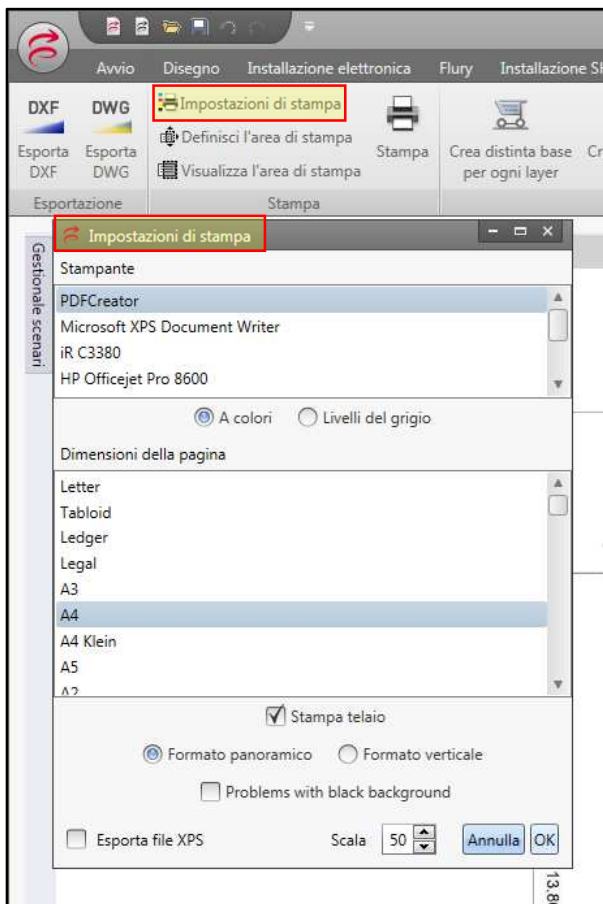 Avvio Disegno Installazione elettronica Flury Installazione S
DXF DWG Impostazioni di stampa
Definisci l'area di stampa
Esporta Esporta Stampa Crea distinta base Cr
DXF DWG Visualizza l'area di stampa per ogni layer
Esportazione Stampa
Gestionale scenari
Impostazioni di stampa
Stampante
PDFCreator
Microsoft XPS Document Writer
iR C3380
HP Officejet Pro 8600
A colori Livelli del grigio
Dimensioni della pagina
Letter
Tabloid
Ledger
Legal
A3
A4
A4 Klein
A5
A2
Stampa telaio
Formato panoramico Formato verticale
Problems with black background
Esporta file XPS Scala 50 Annulla OK
13.8